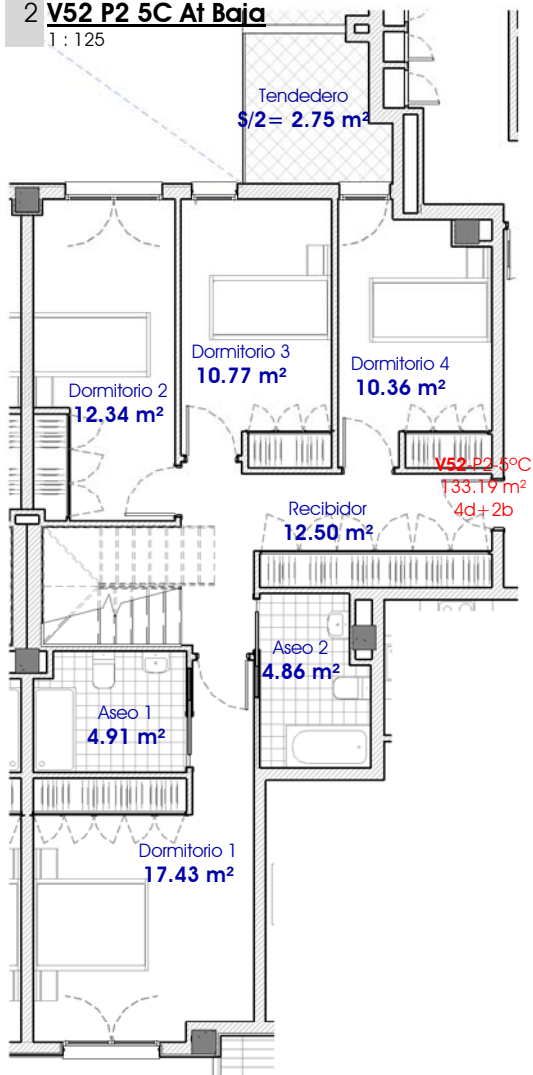 2 V52 P2 5C At Baja
1 : 125
Tendedero
S/2= 2.75 m²
Dormitorio 3
10.77 m²
Dormitorio 4
10.36 m²
Dormitorio 2
12.34 m²
V52-P2-5ºC
133.19 m²
4d+2b
Recibidor
12.50 m²
Aseo 2
4.86 m²
Aseo 1
4.91 m²
Dormitorio 1
17.43 m²